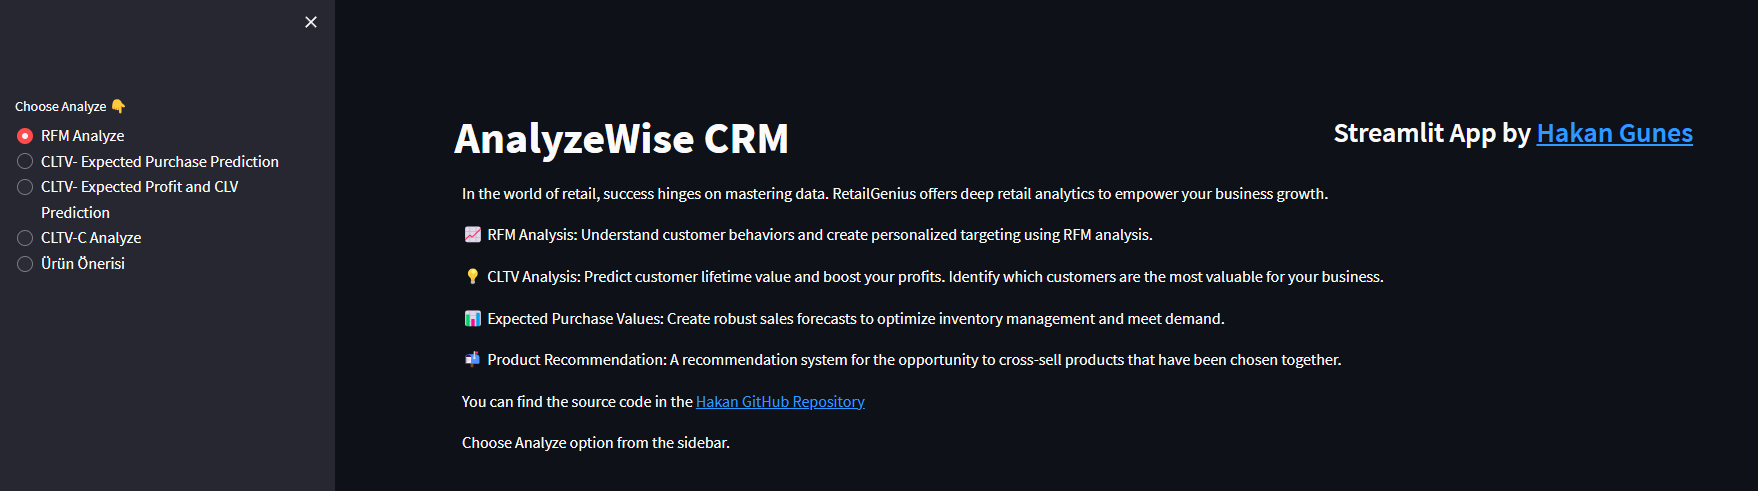 Choose Analyze 👇
RFM Analyze
CLTV- Expected Purchase Prediction
CLTV- Expected Profit and CLV
Prediction
CLTV-C Analyze
Ürün Önerisi
AnalyzeWise CRM
Streamlit App by Hakan Gunes
In the world of retail, success hinges on mastering data. RetailGenius offers deep retail analytics to empower your business growth.
📈 RFM Analysis: Understand customer behaviors and create personalized targeting using RFM analysis.
💡 CLTV Analysis: Predict customer lifetime value and boost your profits. Identify which customers are the most valuable for your business.
📊 Expected Purchase Values: Create robust sales forecasts to optimize inventory management and meet demand.
📬 Product Recommendation: A recommendation system for the opportunity to cross-sell products that have been chosen together.
You can find the source code in the Hakan GitHub Repository
Choose Analyze option from the sidebar.